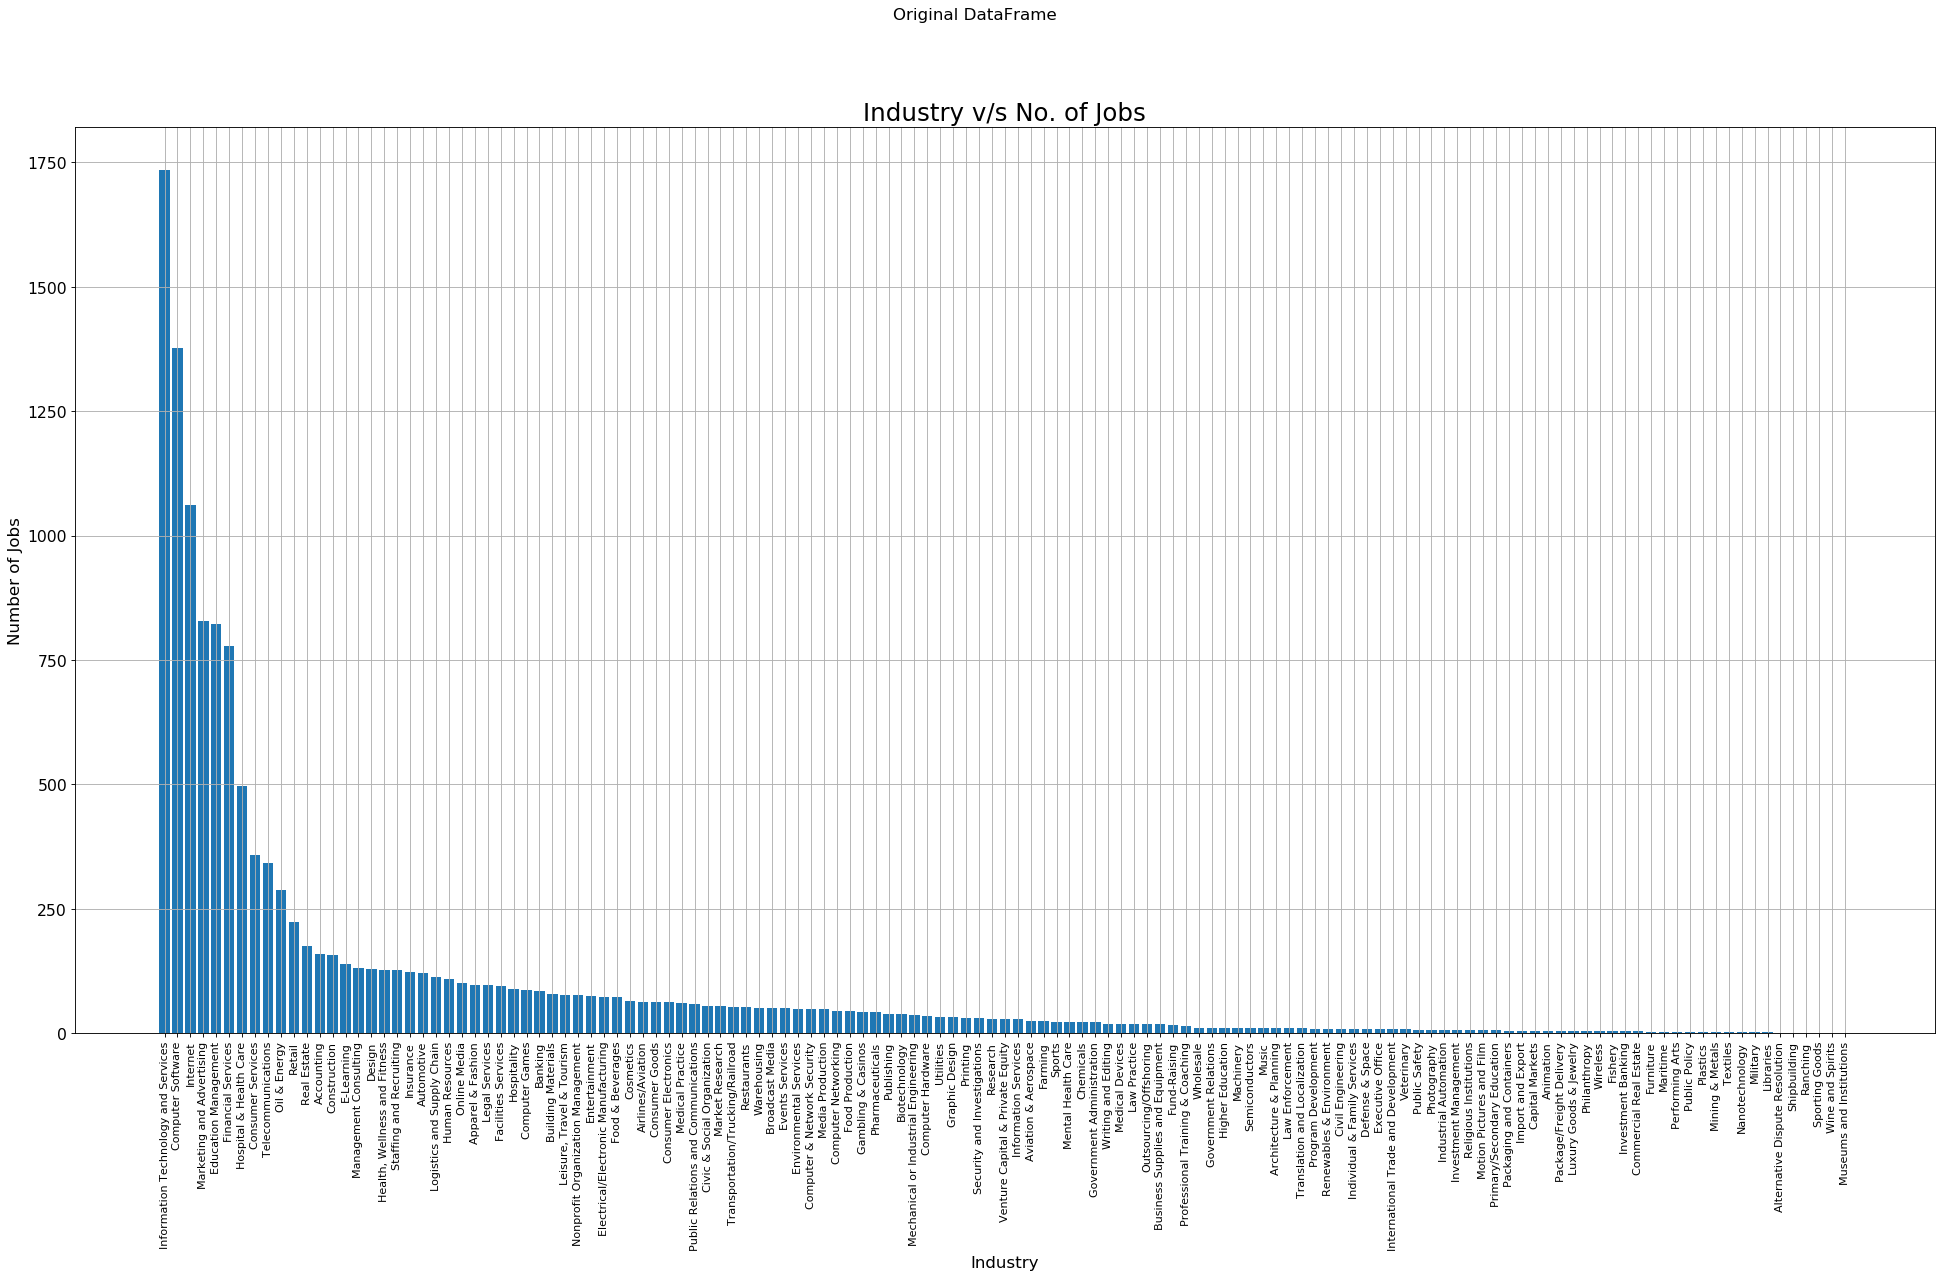 Original DataFrame
Industry v/s No. of Jobs
Number of Jobs
1750
1500
1250
1000
750
500
250
0
Information Technology and Services
Computer Software
Internet
Marketing and Advertising
Education Management
Financial Services
Hospital & Health Care
Consumer Services
Telecommunications
Oil & Energy
Retail
Real Estate
Accounting
Construction
E-Learning
Management Consulting
Design
Health, Wellness and Fitness
Staffing and Recruiting
Insurance
Automotive
Logistics and Supply Chain
Human Resources
Online Media
Apparel & Fashion
Legal Services
Facilities Services
Hospitality
Computer Games
Banking
Building Materials
Leisure, Travel & Tourism
Nonprofit Organization Management
Entertainment
Electrical/Electronic Manufacturing
Food & Beverages
Cosmetics
Airlines/Aviation
Consumer Goods
Consumer Electronics
Medical Practice
Public Relations and Communications
Civic & Social Organization
Market Research
Transportation/Trucking/Railroad
Restaurants
Warehousing
Broadcast Media
Events Services
Environmental Services
Computer & Network Security
Media Production
Computer Networking
Food Production
Gambling & Casinos
Pharmaceuticals
Publishing
Biotechnology
Mechanical or Industrial Engineering
Computer Hardware
Utilities
Graphic Design
Printing
Security and Investigations
Research
Venture Capital & Private Equity
Information Services
Aviation & Aerospace
Farming
Sports
Mental Health Care
Chemicals
Government Administration
Writing and Editing
Medical Devices
Law Practice
Outsourcing/Offshoring
Business Supplies and Equipment
Fund-Raising
Professional Training & Coaching
Wholesale
Government Relations
Higher Education
Machinery
Semiconductors
Music
Architecture & Planning
Law Enforcement
Translation and Localization
Program Development
Renewables & Environment
Civil Engineering
Individual & Family Services
Defense & Space
Executive Office
International Trade and Development
Veterinary
Public Safety
Photography
Industrial Automation
Investment Management
Religious Institutions
Motion Pictures and Film
Primary/Secondary Education
Packaging and Containers
Import and Export
Capital Markets
Animation
Package/Freight Delivery
Luxury Goods & Jewelry
Philanthropy
Wireless
Fishery
Investment Banking
Commercial Real Estate
Furniture
Maritime
Performing Arts
Public Policy
Plastics
Mining & Metals
Textiles
Nanotechnology
Military
Libraries
Alternative Dispute Resolution
Shipbuilding
Ranching
Sporting Goods
Wine and Spirits
Museums and Institutions
Industry